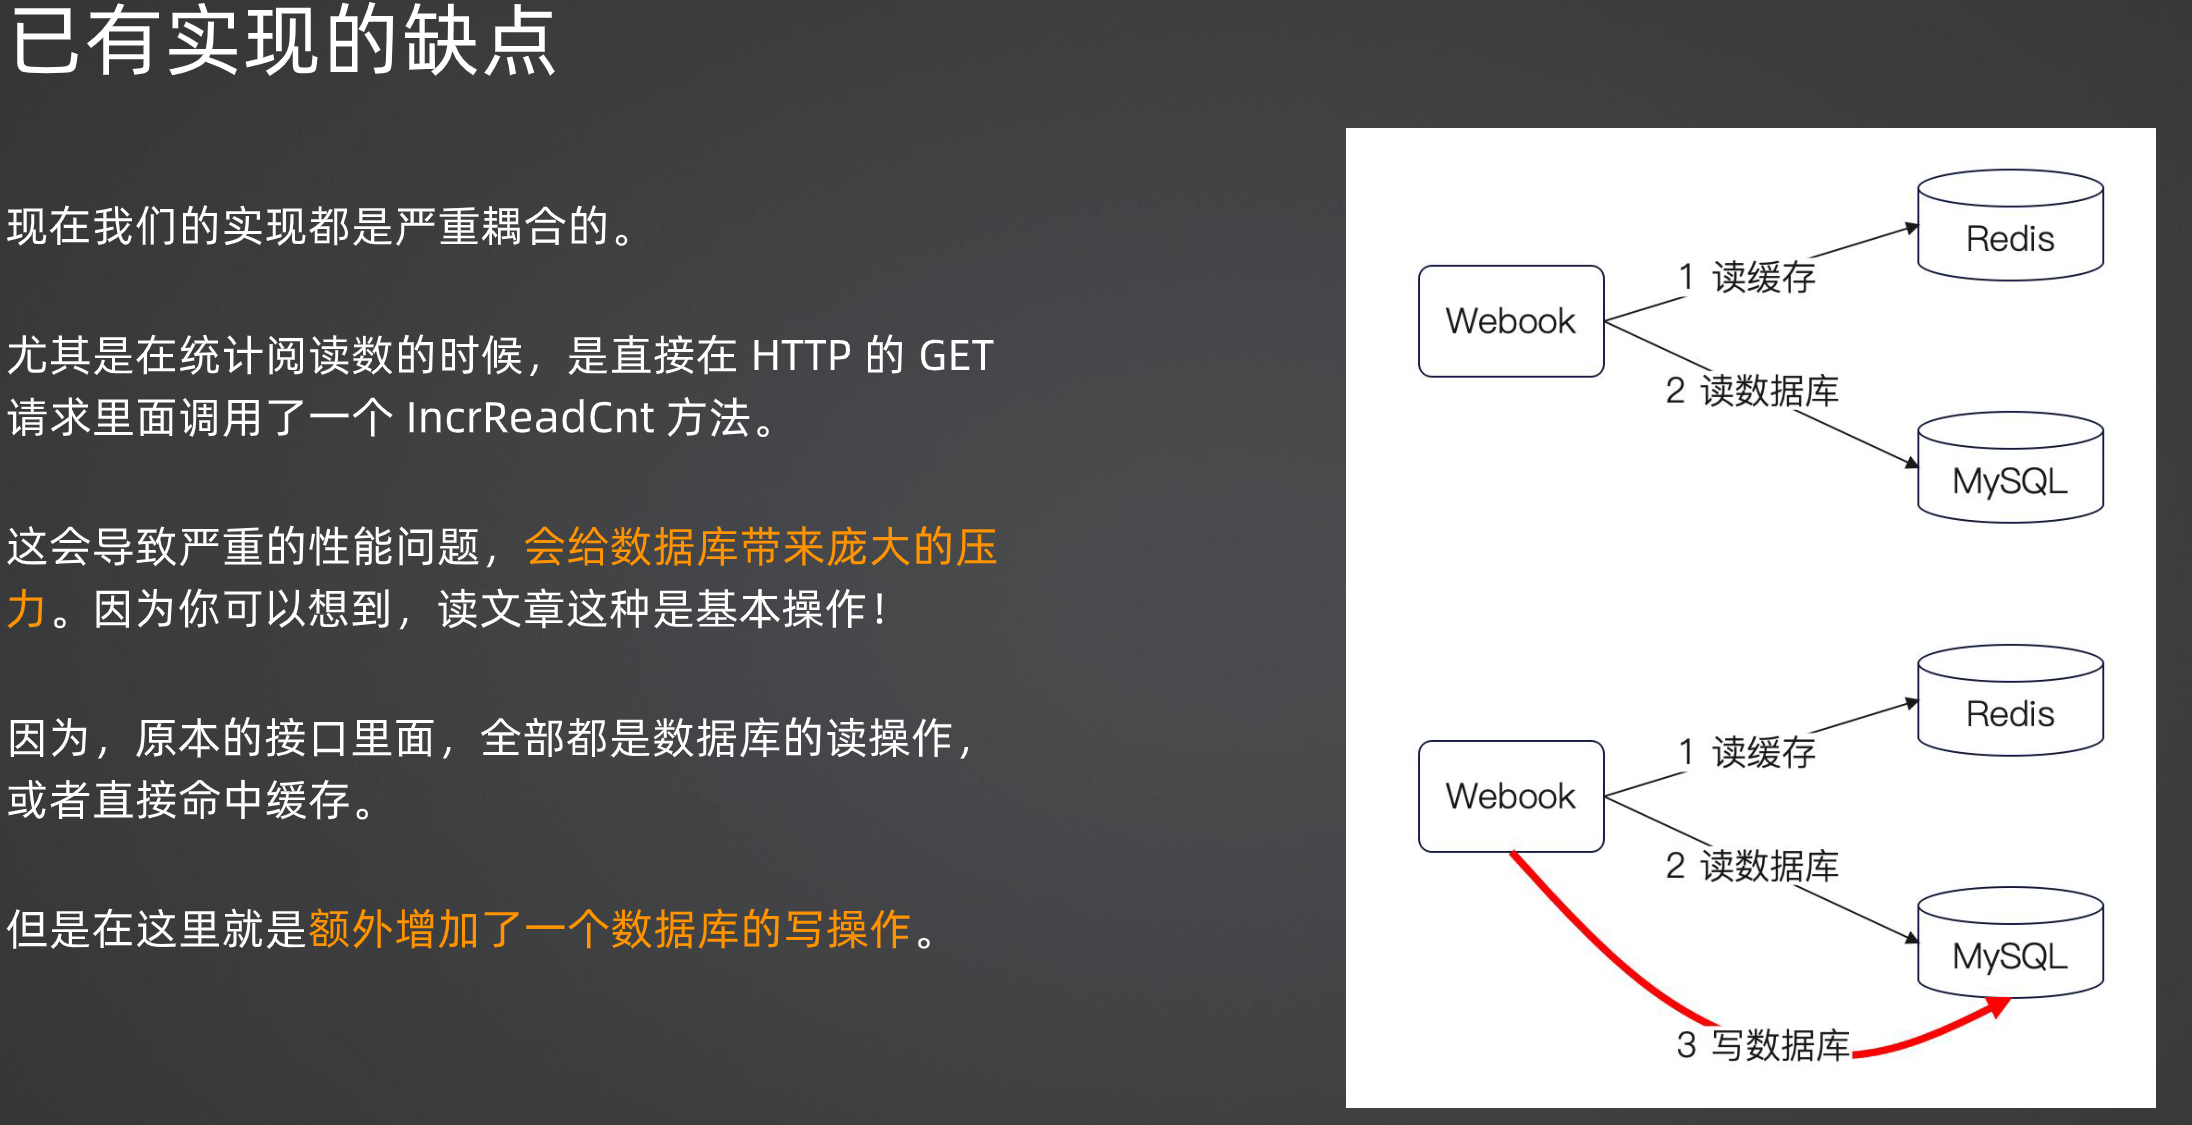 已有实现的缺点
现在我们的实现都是严重耦合的。
尤其是在统计阅读数的时候，是直接在 HTTP 的 GET
请求里面调用了一个 IncrReadCnt 方法。
这会导致严重的性能问题，会给数据库带来庞大的压
力。因为你可以想到，读文章这种是基本操作！
因为，原本的接口里面，全部都是数据库的读操作，
或者直接命中缓存。
但是在这里就是额外增加了一个数据库的写操作。
Redis
1 读缓存
Webook
2 读数据库
MySQL
Redis
1 读缓存
Webook
2 读数据库
MySQL
3 写数据库